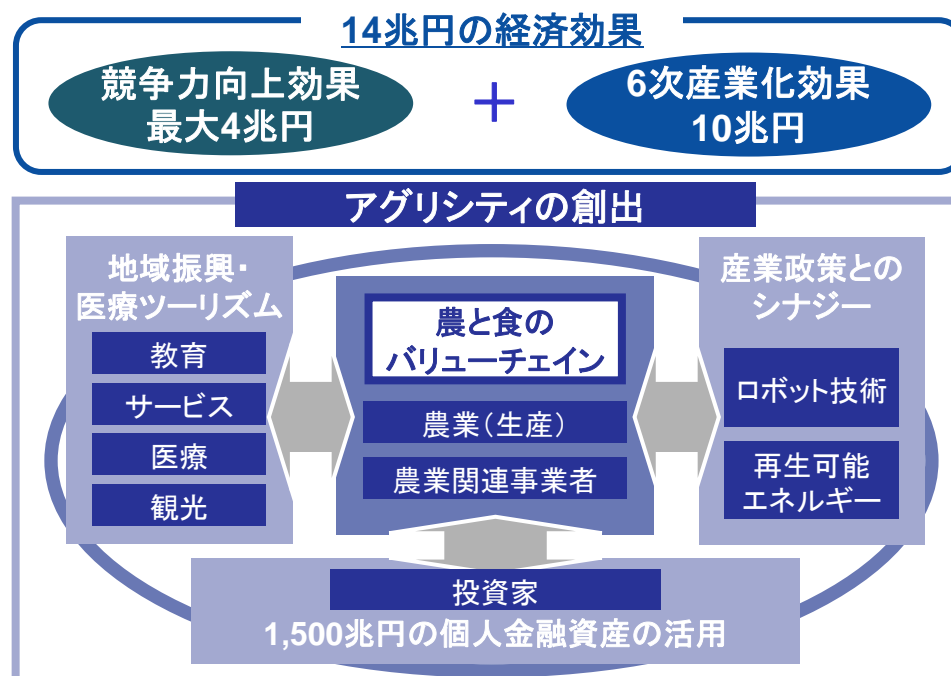 14兆円の経済効果
競争力向上効果
最大4兆円
＋
6次産業化効果
10兆円
アグリシティの創出
地域振興・
医療ツーリズム
教育
サービス
医療
観光
農と食の
バリューチェイン
農業（生産）
農業関連事業者
産業政策との
シナジー
ロボット技術
再生可能
エネルギー
投資家
1,500兆円の個人金融資産の活用